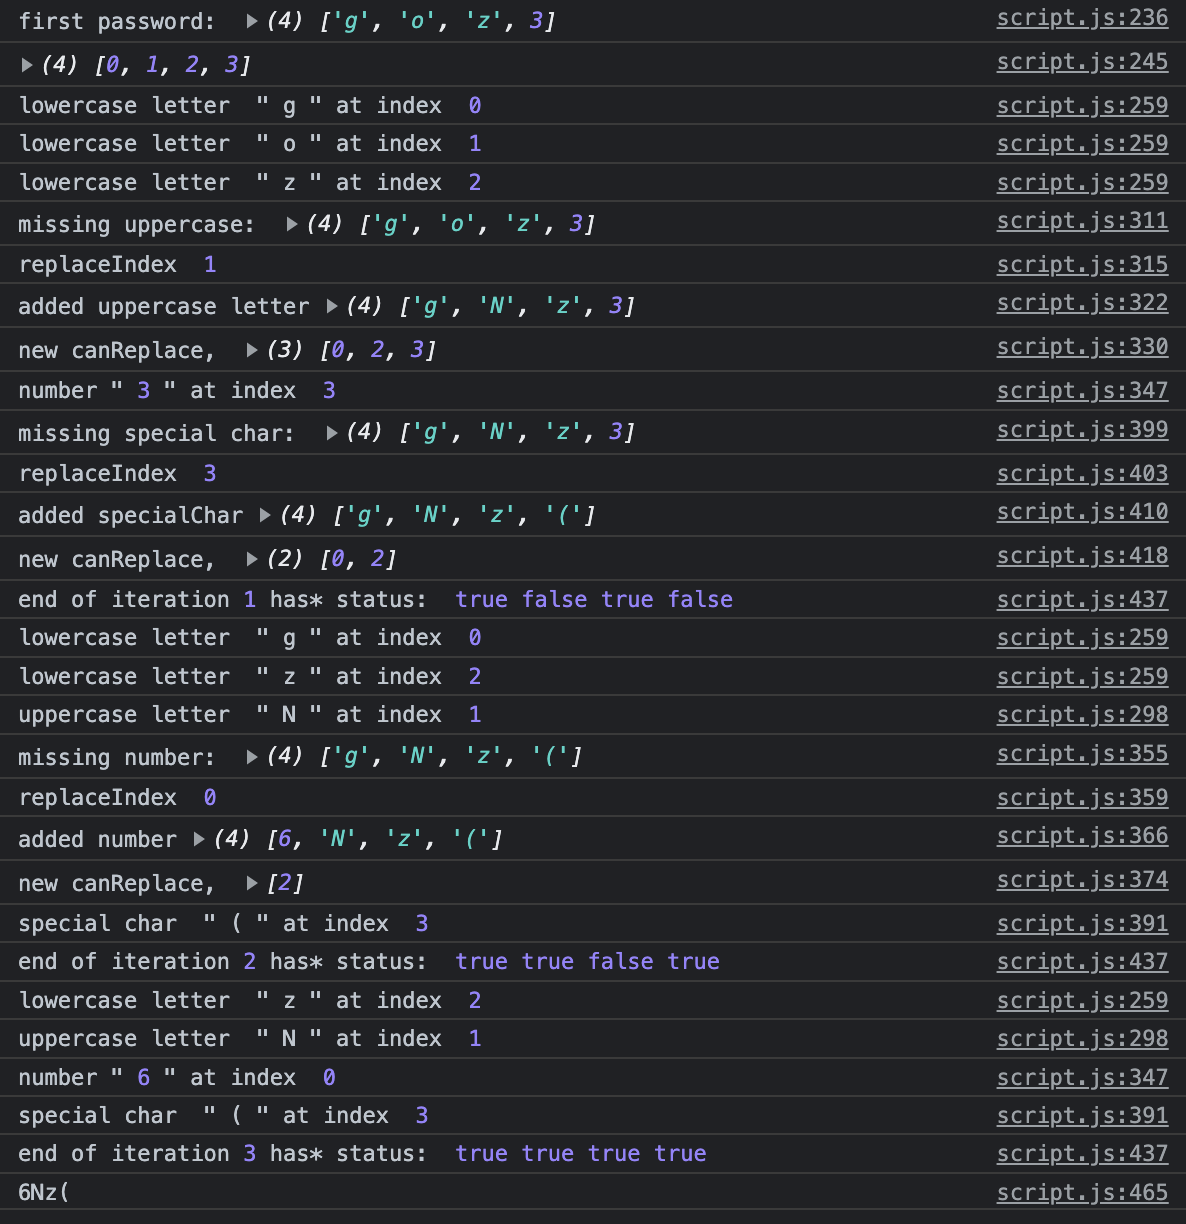 first password:  ▶(4) ['g', 'o', 'z', 3] script.js:236
▶(4) [0, 1, 2, 3] script.js:245
lowercase letter  " g " at index  0 script.js:259
lowercase letter  " o " at index  1 script.js:259
lowercase letter  " z " at index  2 script.js:259
missing uppercase:  ▶(4) ['g', 'o', 'z', 3] script.js:311
replaceIndex  1 script.js:315
added uppercase letter ▶(4) ['g', 'N', 'z', 3] script.js:322
new canReplace,  ▶(3) [0, 2, 3] script.js:330
number " 3 " at index  3 script.js:347
missing special char:  ▶(4) ['g', 'N', 'z', 3] script.js:399
replaceIndex  3 script.js:403
added specialChar ▶(4) ['g', 'N', 'z', '('] script.js:410
new canReplace,  ▶(2) [0, 2] script.js:418
end of iteration 1 has* status:  true false true false script.js:437
lowercase letter  " g " at index  0 script.js:259
lowercase letter  " z " at index  2 script.js:259
uppercase letter  " N " at index  1 script.js:298
missing number:  ▶(4) ['g', 'N', 'z', '('] script.js:355
replaceIndex  0 script.js:359
added number ▶(4) [6, 'N', 'z', '('] script.js:366
new canReplace,  ▶[2] script.js:374
special char  " ( " at index  3 script.js:391
end of iteration 2 has* status:  true true false true script.js:437
lowercase letter  " z " at index  2 script.js:259
uppercase letter  " N " at index  1 script.js:298
number " 6 " at index  0 script.js:347
special char  " ( " at index  3 script.js:391
end of iteration 3 has* status:  true true true true script.js:437
6Nz( script.js:465